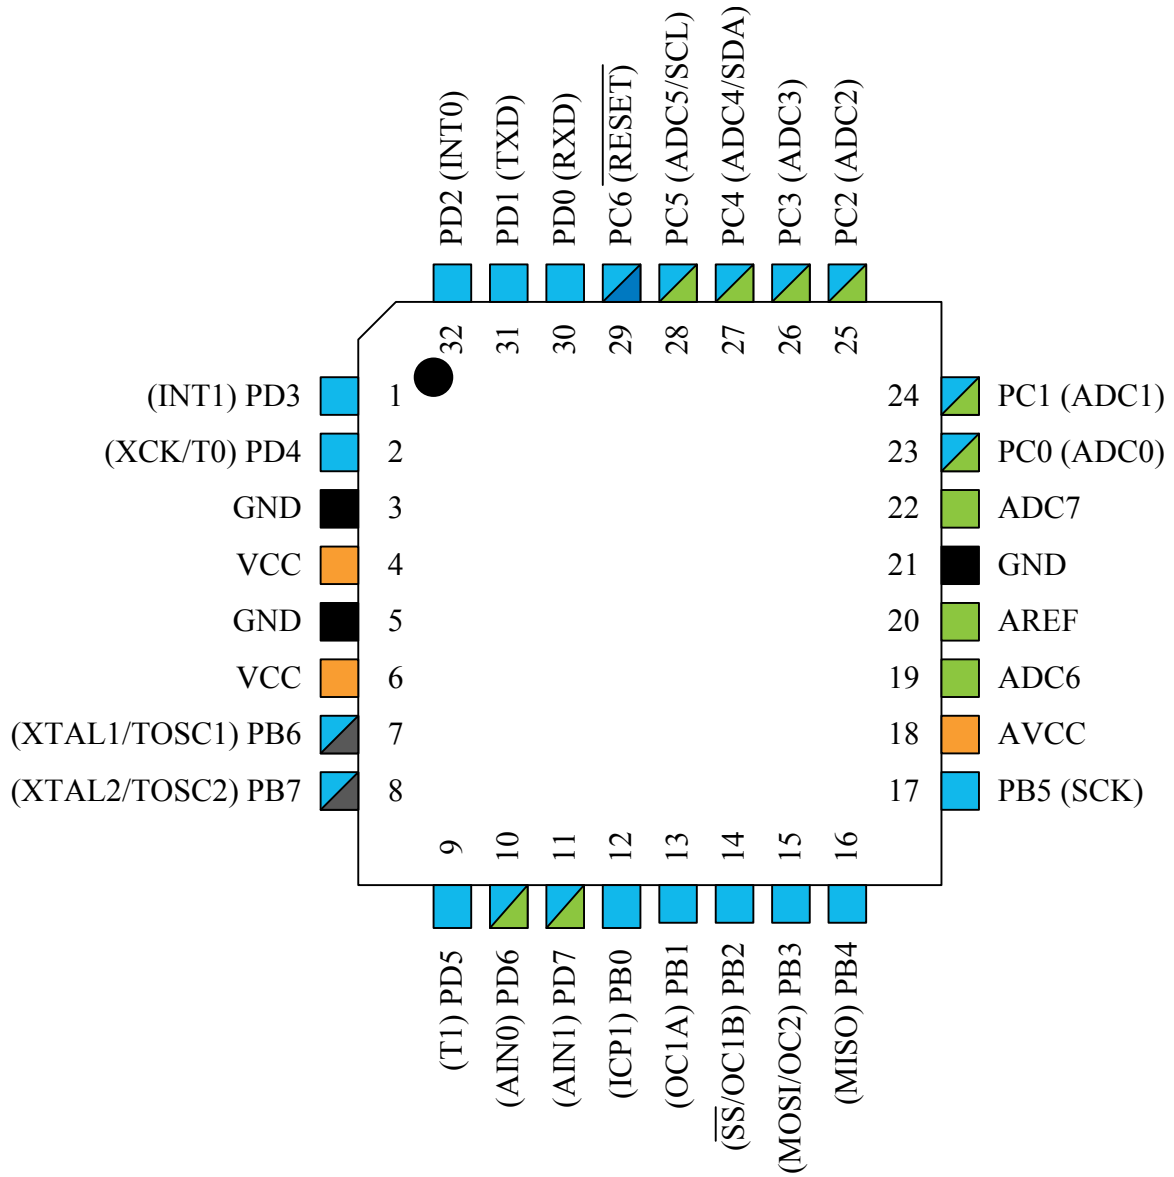 PD2 (INT0)
PD1 (TXD)
PD0 (RXD)
PC6 (RESET)
PC5 (ADC5/SCL)
PC4 (ADC4/SDA)
PC3 (ADC3)
PC2 (ADC2)
32
31
30
29
28
27
26
25
(INT1) PD3
1
(XCK/T0) PD4
2
GND
3
VCC
4
GND
5
VCC
6
(XTAL1/TOSC1) PB6
7
(XTAL2/TOSC2) PB7
8
24
PC1 (ADC1)
23
PC0 (ADC0)
22
ADC7
21
GND
20
AREF
19
ADC6
18
AVCC
17
PB5 (SCK)
9
10
11
12
13
14
15
16
(T1) PD5
(AIN0) PD6
(AIN1) PD7
(ICP1) PB0
(OC1A) PB1
(SS/OC1B) PB2
(MOSI/OC2) PB3
(MISO) PB4